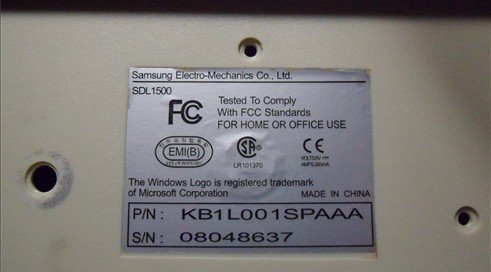 Samsung Electro-Mechanics Co., Ltd.
SDL1500
FC
Tested To Comply
With FCC Standards
FOR HOME OR OFFICE USE
EMI(B)
SA
LR101370
CE
The Windows Logo is registered trademark
of Microsoft Corporation
MADE IN CHINA
P/N : KB1L001SPAAA
S/N : 08048637